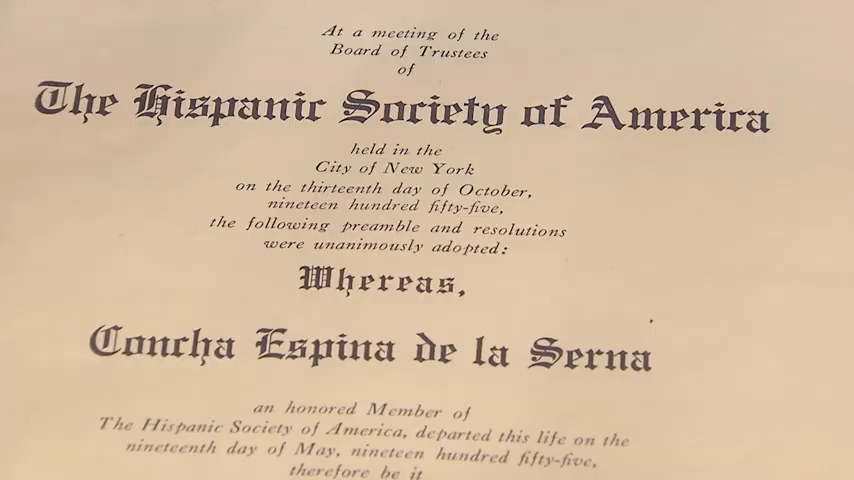 At a meeting of the
Board of Trustees
of
The Hispanic Society of America
held in the
City of New York
on the thirteenth day of October,
nineteen hundred fifty-five,
the following preamble and resolutions
were unanimously adopted:
Whereas,
Concha Espina de la Serna
an honored Member of
The Hispanic Society of America, departed this life on the
nineteenth day of May, nineteen hundred fifty-five,
therefore be it